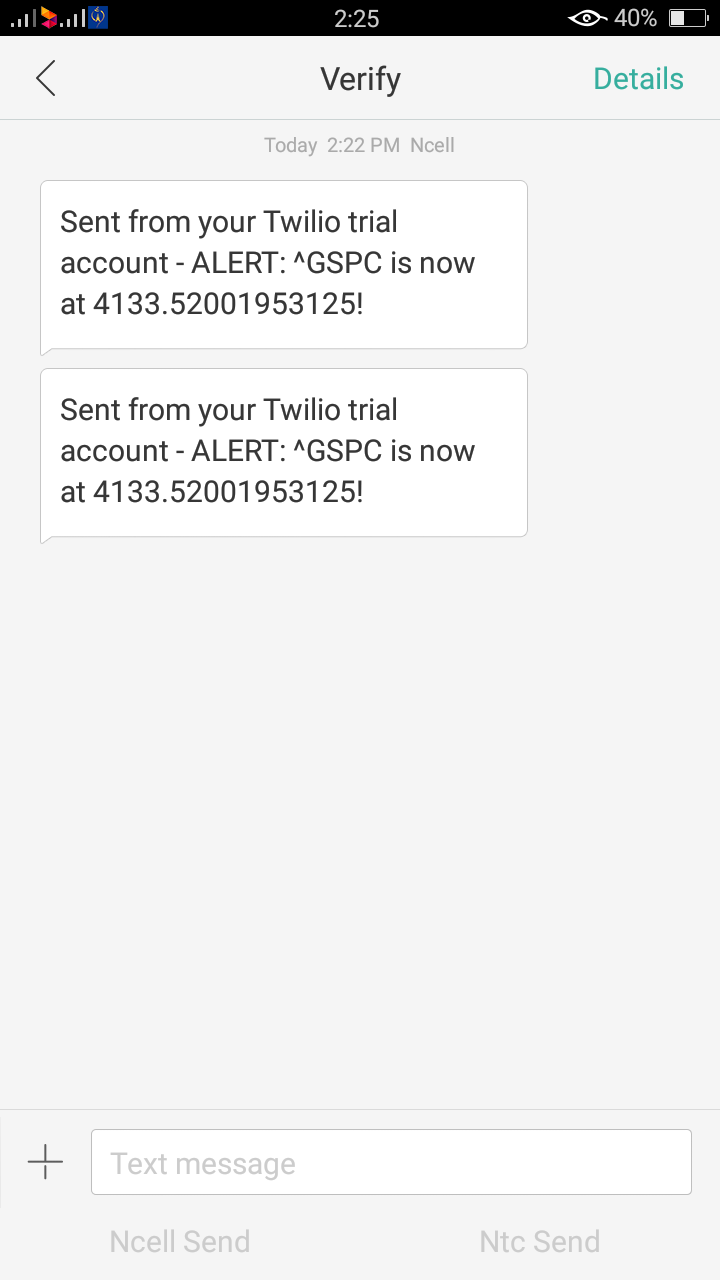 2:25
40%
Verify
Details
Today 2:22 PM Ncell
Sent from your Twilio trial
account - ALERT: ^GSPC is now
at 4133.52001953125!
Sent from your Twilio trial
account - ALERT: ^GSPC is now
at 4133.52001953125!
Text message
Ncell Send
Ntc Send